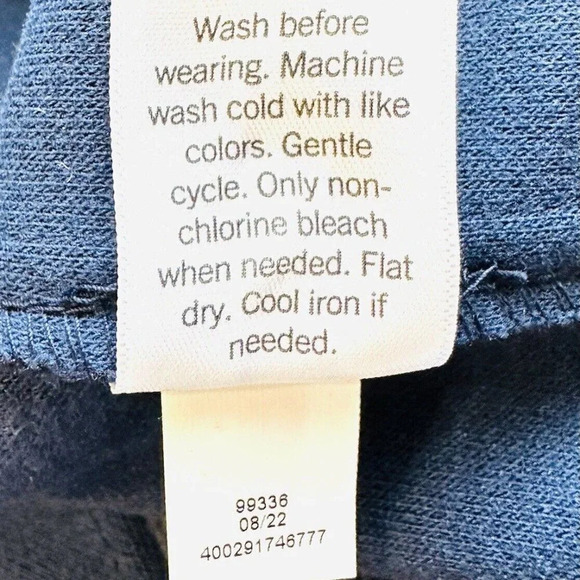 Wash before
wearing. Machine
wash cold with like
colors. Gentle
cycle. Only non-
chlorine bleach
when needed. Flat
dry. Cool iron if
needed.
99336
08/22
400291746777